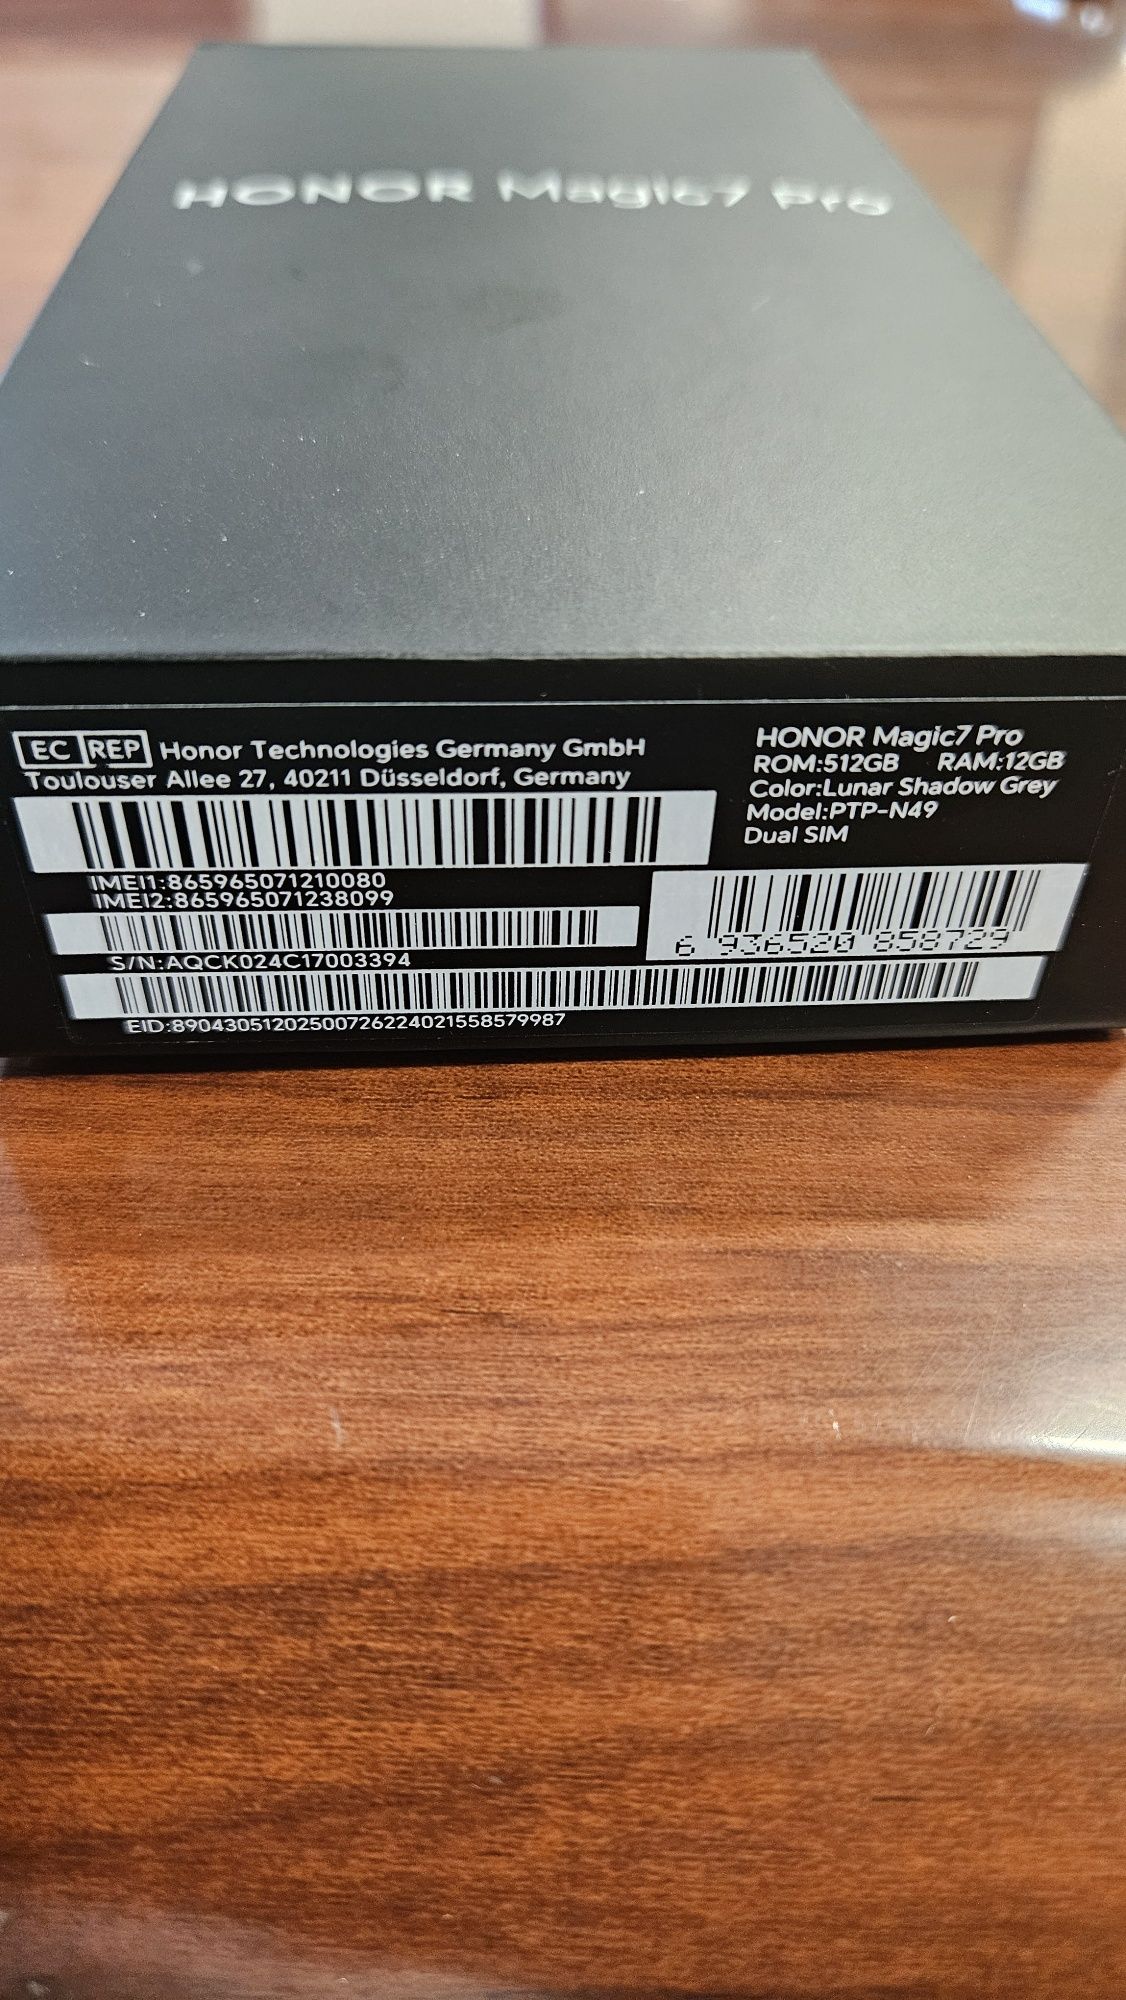 HONOR Magic7 Pro
EC REP Honor Technologies Germany GmbH
Toulouser Allee 27, 40211 Düsseldorf, Germany
IMEI1:865965071210080
IMEI2:865965071238099
S/N:AQCK024C17003394
EID:89043051202500726224021558579987
HONOR Magic7 Pro
ROM:512GB RAM:12GB
Color:Lunar Shadow Grey
Model:PTP-N49
Dual SIM
6 936520 858729